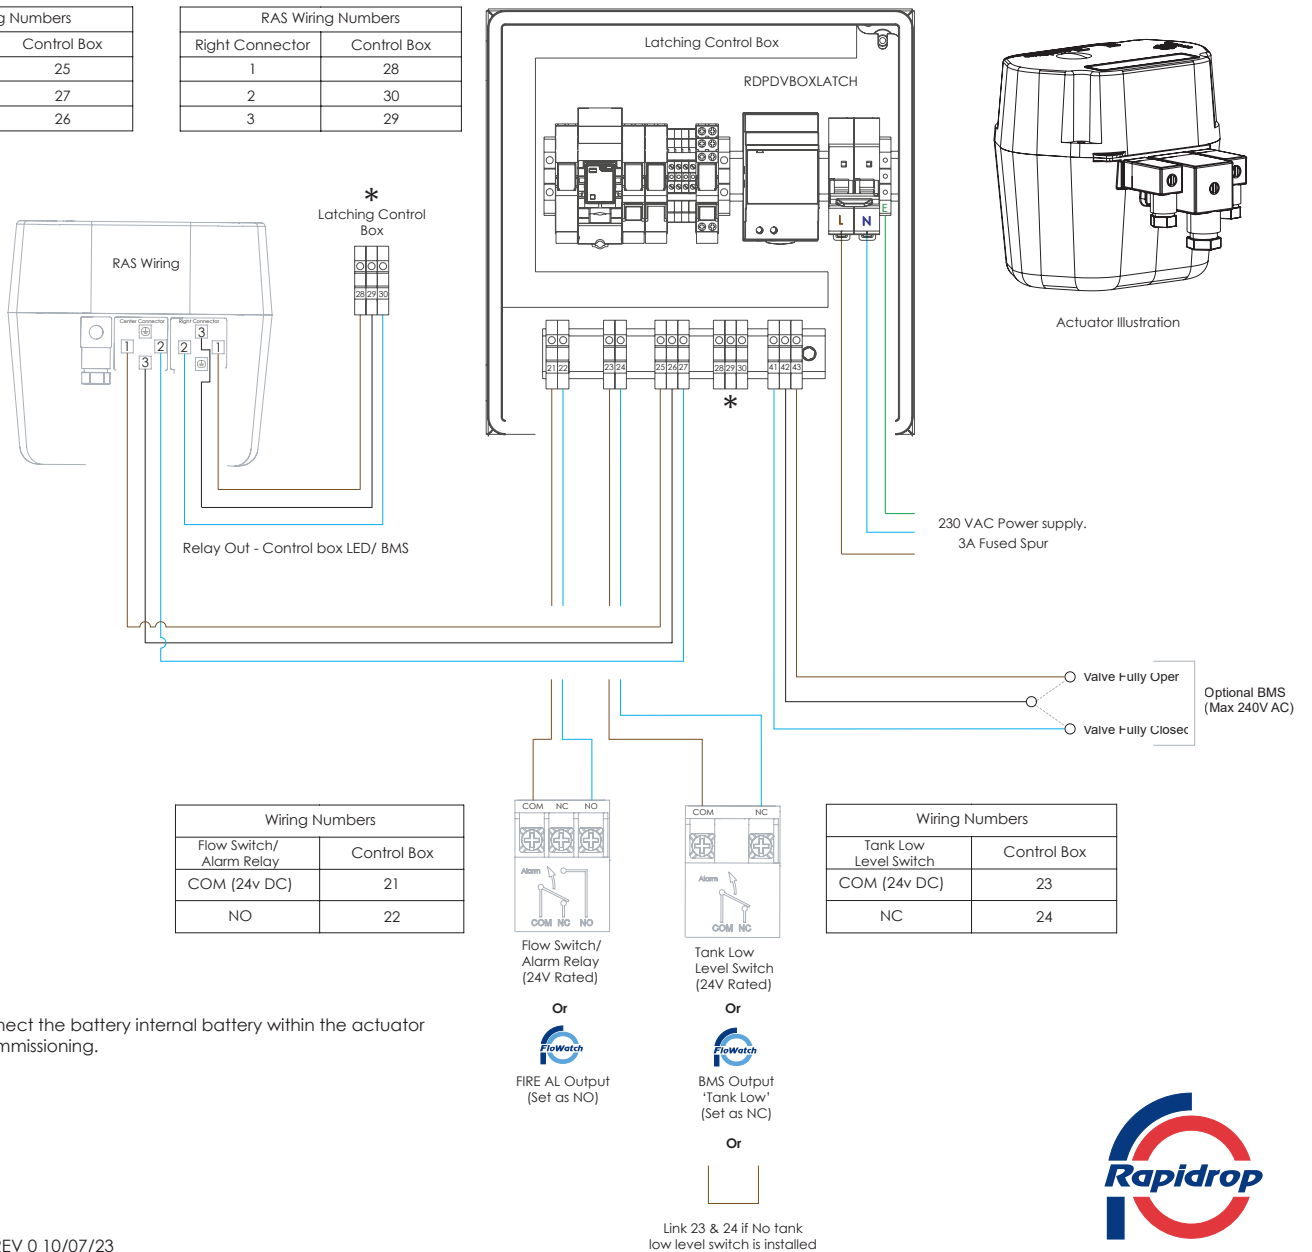 g Numbers
Control Box
25
27
26
RAS Wiring Numbers
Right Connector Control Box
1 28
2 30
3 29
*
Latching Control
Box
28 29 30
RAS Wiring
Center Connector
Right Connector
1 2 3
2 3 1
Relay Out - Control box LED/ BMS
Latching Control Box
RDPDVBOXLATCH
L N E
21 22 23 24 25 26 27 28 29 30 41 42 43
*
Actuator Illustration
230 VAC Power supply.
3A Fused Spur
Valve Fully Oper
Valve Fully Closec
Optional BMS
(Max 240V AC)
Wiring Numbers
Flow Switch/
Alarm Relay
Control Box
COM (24v DC) 21
NO 22
COM NC NO
Alarm
COM NC NO
Flow Switch/
Alarm Relay
(24V Rated)
Or
FloWatch
FIRE AL Output
(Set as NO)
COM NC
Alarm
COM NC
Tank Low
Level Switch
(24V Rated)
Or
FloWatch
BMS Output
'Tank Low'
(Set as NC)
Or
Link 23 & 24 if No tank
low level switch is installed
Wiring Numbers
Tank Low
Level Switch
Control Box
COM (24v DC) 23
NC 24
nect the battery internal battery within the actuator
mmissioning.
REV 0 10/07/23
Rapidrop